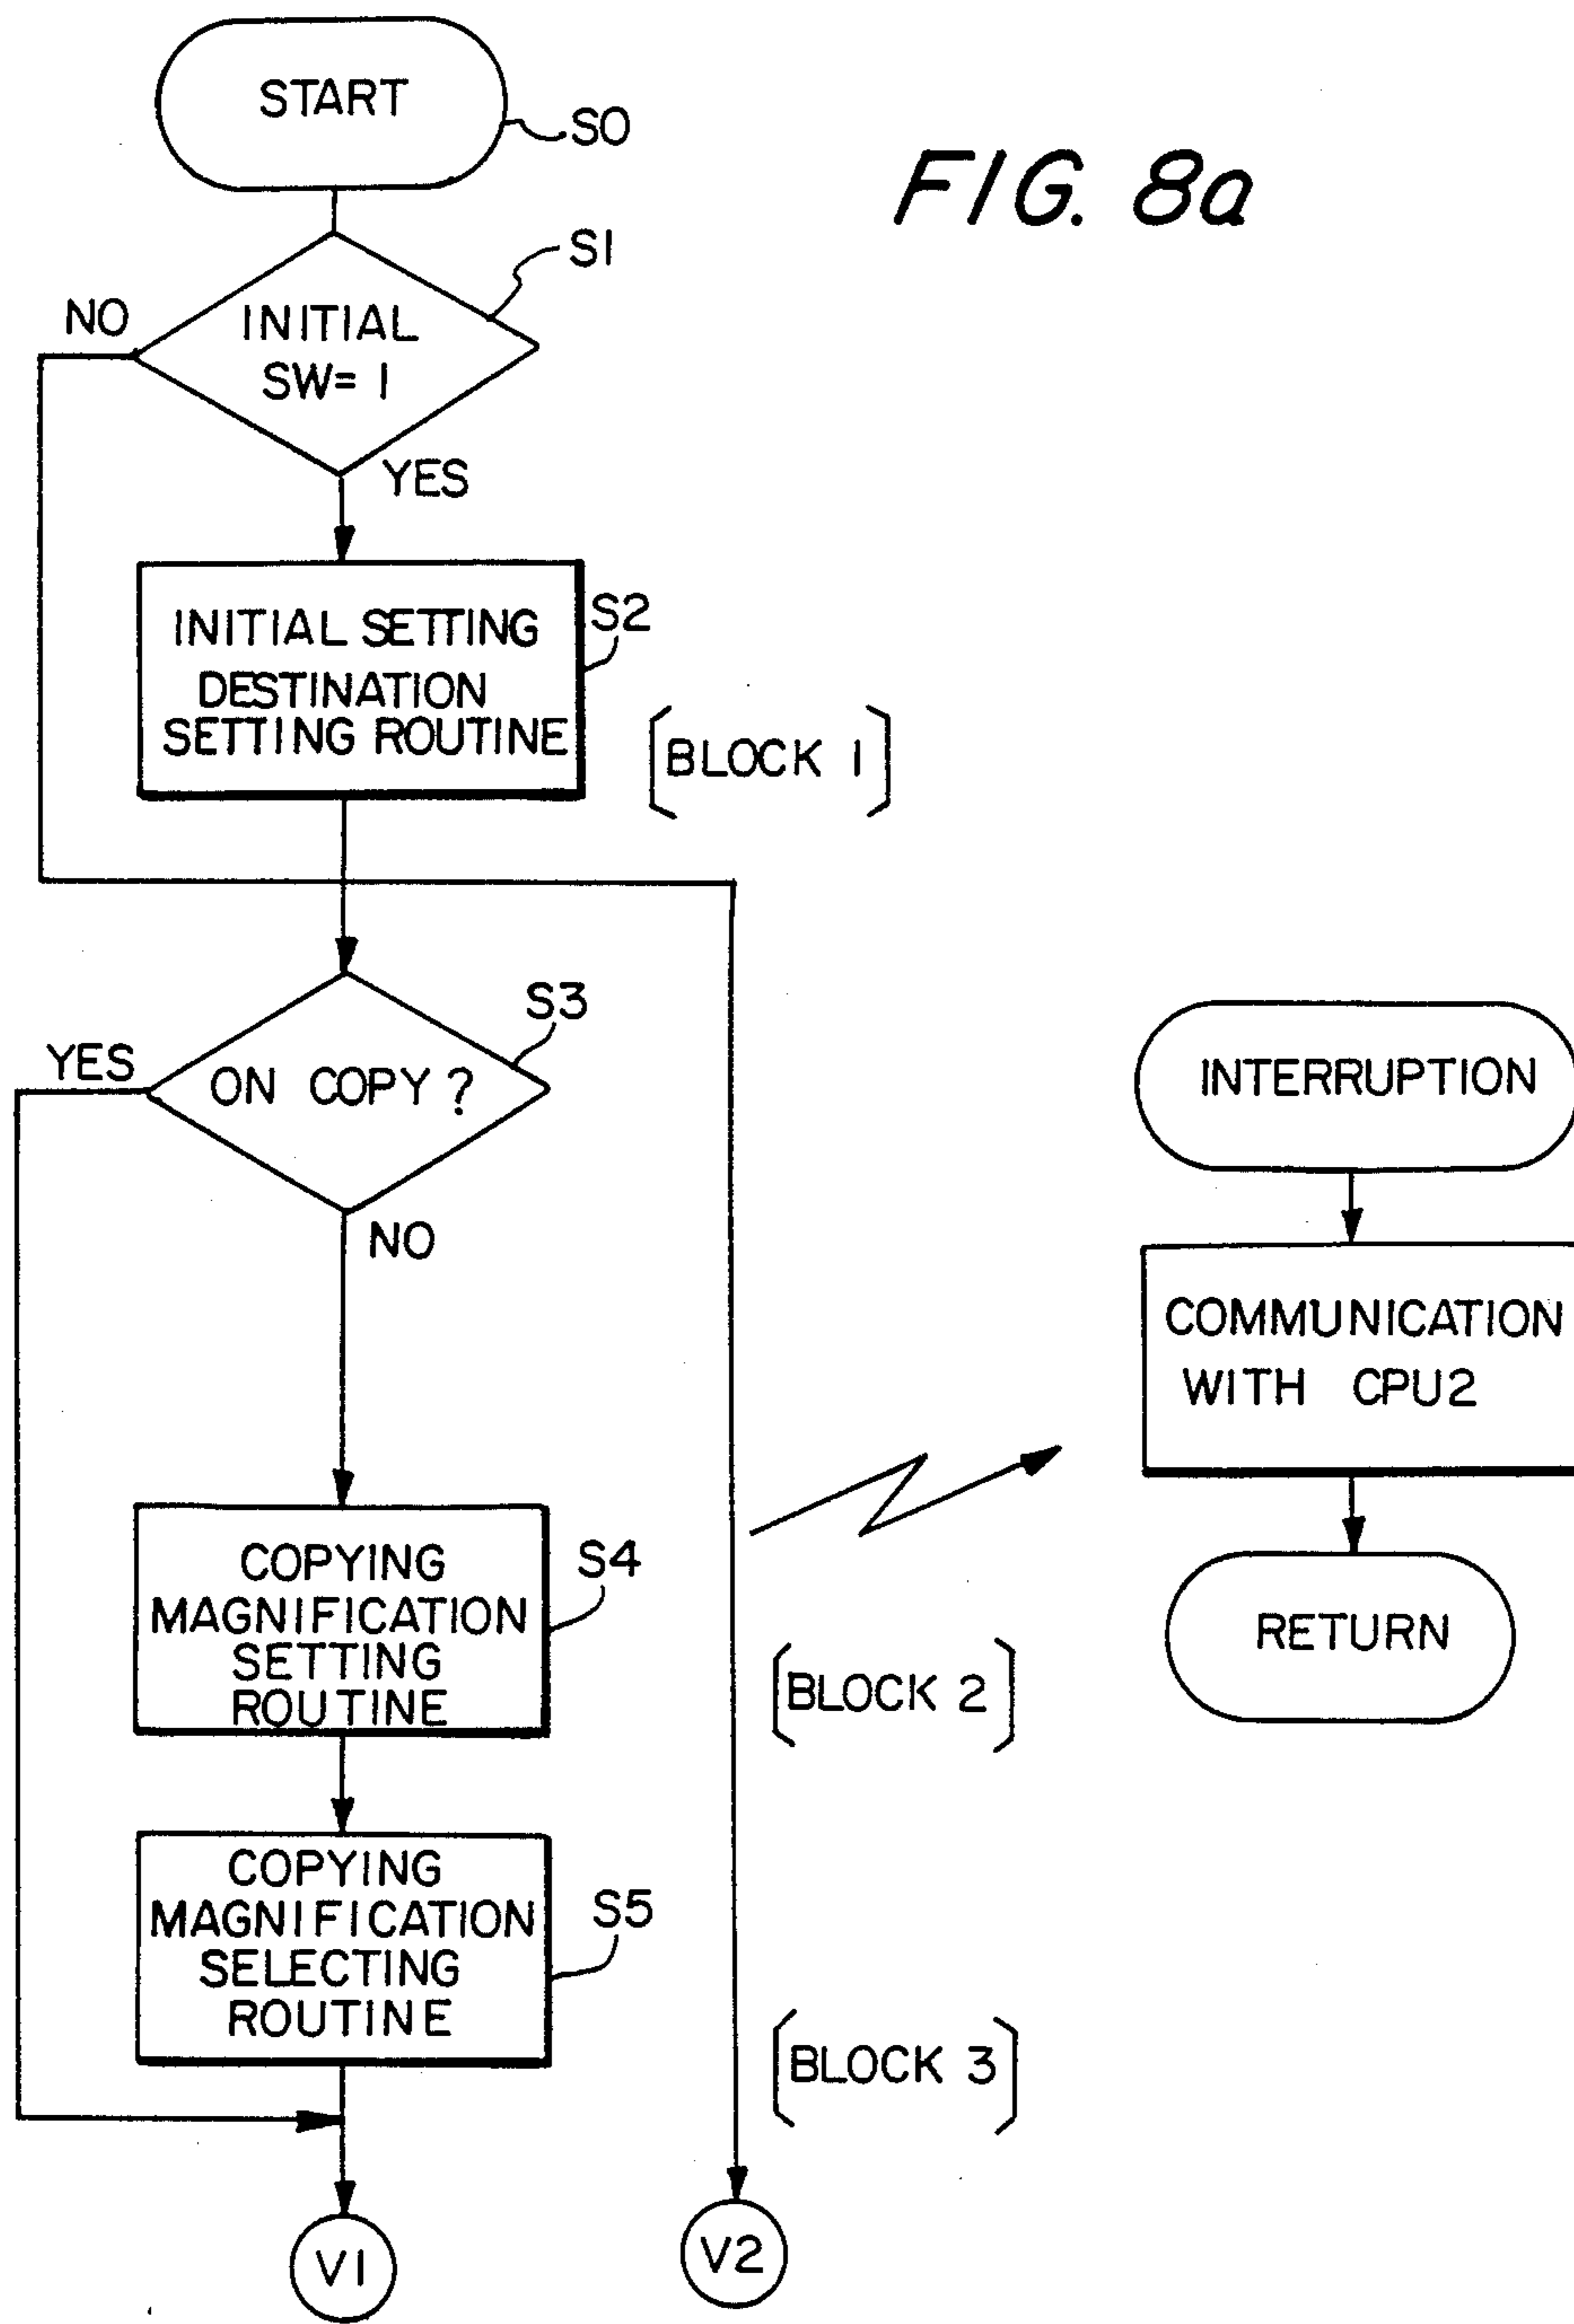 START
S0
FIG. 8a
S1
NO
INITIAL
SW= 1
YES
INITIAL SETTING
DESTINATION
SETTING ROUTINE
S2
[BLOCK 1]
S3
YES
ON COPY ?
NO
INTERRUPTION
COMMUNICATION
WITH CPU2
RETURN
COPYING
MAGNIFICATION
SETTING
ROUTINE
S4
[BLOCK 2]
COPYING
MAGNIFICATION
SELECTING
ROUTINE
S5
[BLOCK 3]
V1
V2